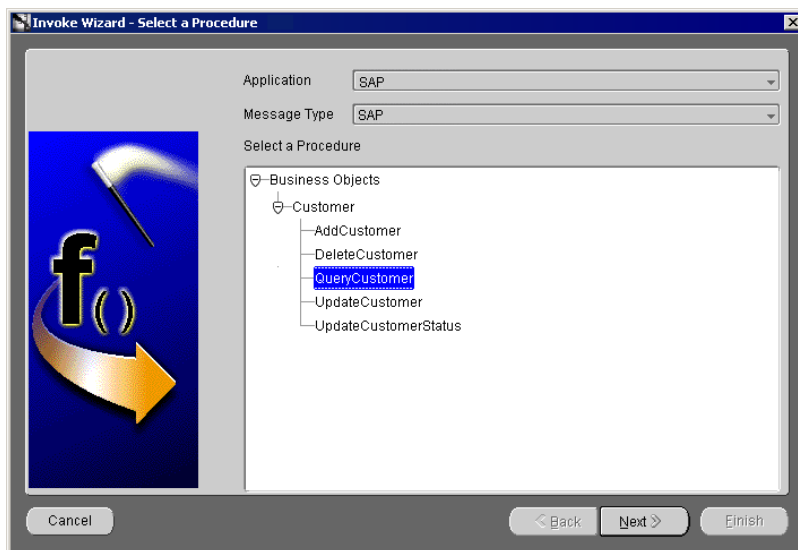 Invoke Wizard - Select a Procedure
Application SAP
Message Type SAP
Select a Procedure
Business Objects
Customer
AddCustomer
DeleteCustomer
QueryCustomer
UpdateCustomer
UpdateCustomerStatus
f()
Cancel Back Next Finish